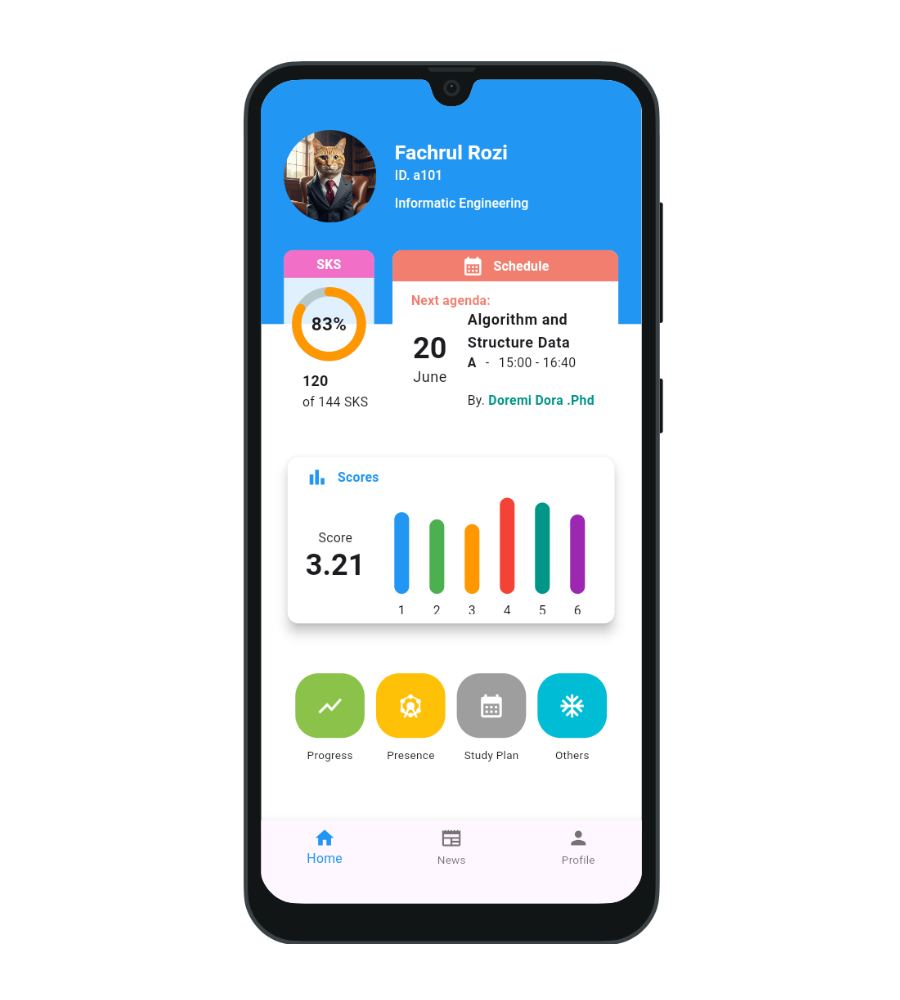 Fachrul Rozi
ID. a101
Informatic Engineering
SKS
83%
120
of 144 SKS
Schedule
Next agenda:
20
June
Algorithm and
Structure Data
A - 15:00 - 16:40
By. Doremi Dora .Phd
Scores
Score
3.21
1 2 3 4 5 6
Progress
Presence
Study Plan
Others
Home
News
Profile